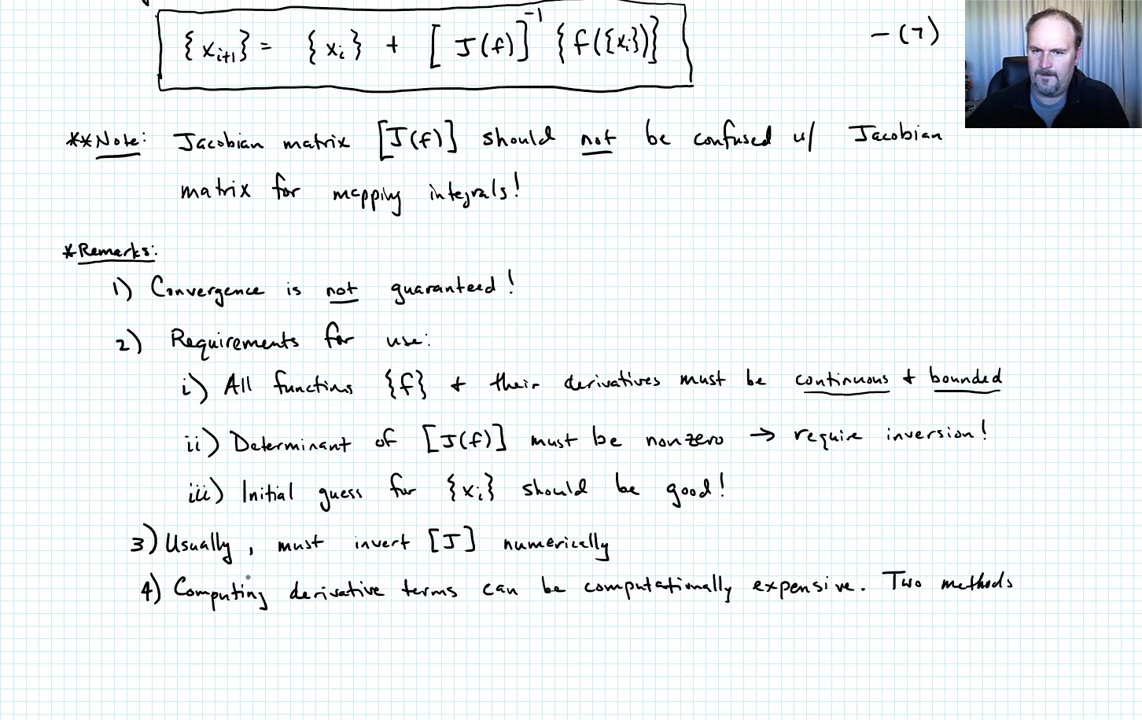 {x_{i+1}} = {x_i} + [J(f)]^{-1} {f({x_i})} -(7)
**Note: Jacobian matrix [J(f)] should not be confused w/ Jacobian
matrix for mapping integrals!
*Remarks:
1) Convergence is not guaranteed!
2) Requirements for use:
i) All functins {f} + their derivatives must be continuous + bounded
ii) Determinant of [J(f)] must be nonzero → require inversion!
iii) Initial guess for {x_i} should be good!
3) Usually, must invert [J] numerically
4) Computing derivative terms can be computationally expensive. Two methods